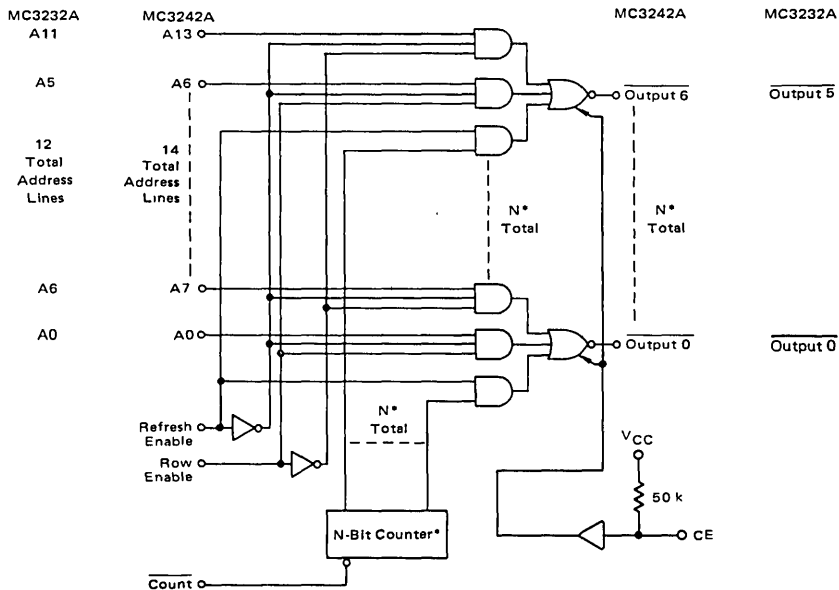 MC3232A MC3242A MC3242A MC3232A
A11 A13
A5 A6 Output 6 Output 5
12 Total Address Lines
14 Total Address Lines
N* Total
N* Total
A6 A7
A0 A0 Output 0 Output 0
N* Total
Refresh Enable
VCC
Row Enable
50 k
N-Bit Counter*
CE
Count